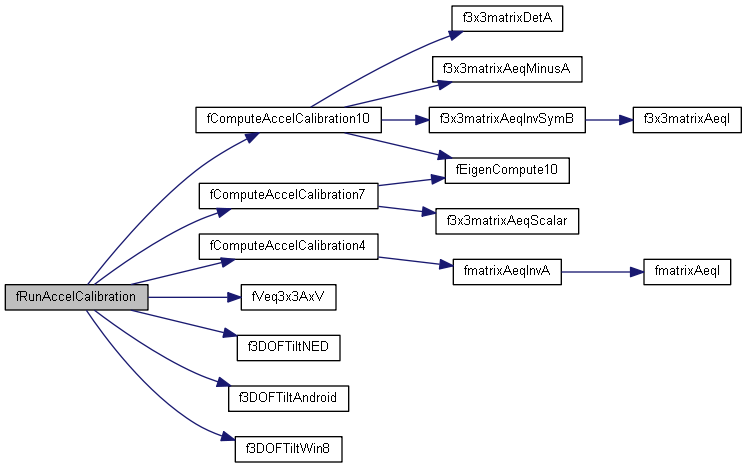 f3x3matrixDetA
f3x3matrixAeqMinusA
fComputeAccelCalibration10
f3x3matrixAeqInvSymB
f3x3matrixAeqI
fEigenCompute10
fComputeAccelCalibration7
f3x3matrixAeqScalar
fComputeAccelCalibration4
fmatrixAeqInvA
fmatrixAeqI
fRunAccelCalibration
fVeq3x3AxV
f3DOFTiltNED
f3DOFTiltAndroid
f3DOFTiltWin8